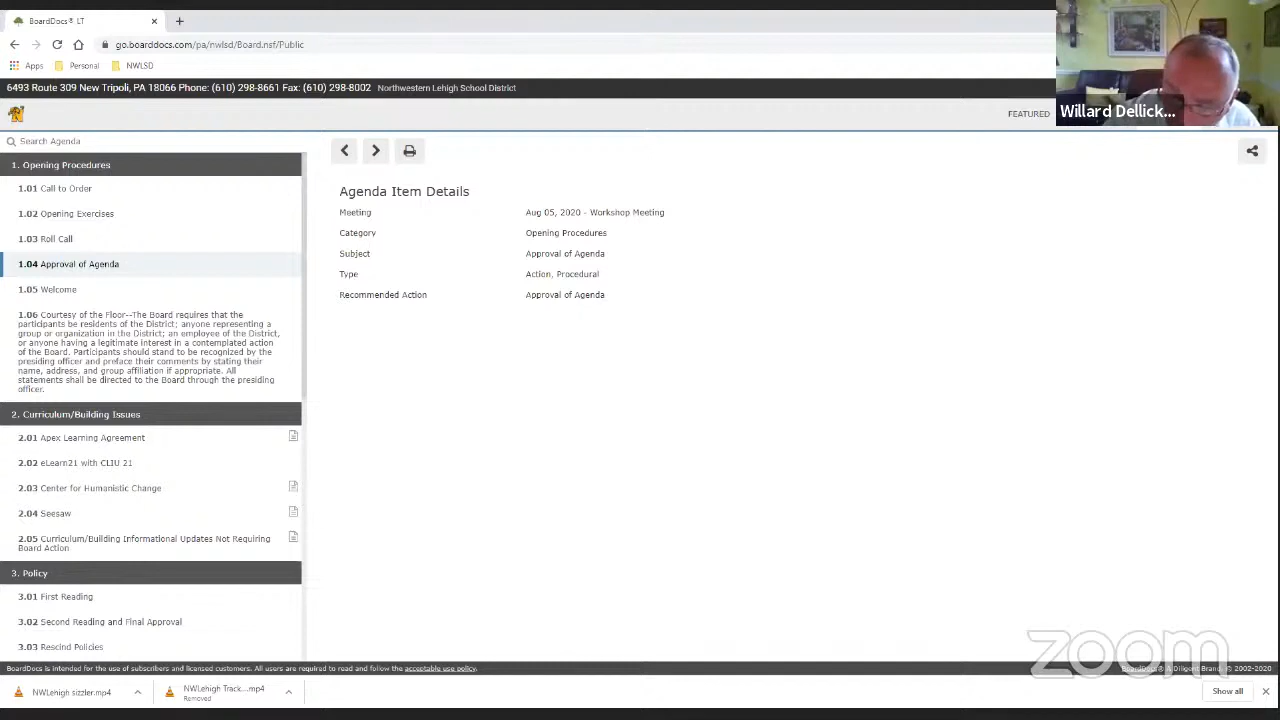 BoardDocs® LT
go.boarddocs.com/pa/nwlsd/Board.nsf/Public
Apps Personal NWLSD
6493 Route 309 New Tripoli, PA 18066 Phone: (610) 298-8661 Fax: (610) 298-8002 Northwestern Lehigh School District
FEATURED
Willard Dellick...
Search Agenda
1. Opening Procedures
1.01 Call to Order
1.02 Opening Exercises
1.03 Roll Call
1.04 Approval of Agenda
1.05 Welcome
1.06 Courtesy of the Floor--The Board requires that the
participants be residents of the District; anyone representing a
group or organization in the District; an employee of the District,
or anyone having a legitimate interest in a contemplated action
of the Board. Participants should stand to be recognized by the
presiding officer and preface their comments by stating their
name, address, and group affiliation if appropriate. All
statements shall be directed to the Board through the presiding
officer.
2. Curriculum/Building Issues
2.01 Apex Learning Agreement
2.02 eLearn21 with CLIU 21
2.03 Center for Humanistic Change
2.04 Seesaw
2.05 Curriculum/Building Informational Updates Not Requiring
Board Action
3. Policy
3.01 First Reading
3.02 Second Reading and Final Approval
3.03 Rescind Policies
Agenda Item Details
Meeting Aug 05, 2020 - Workshop Meeting
Category Opening Procedures
Subject Approval of Agenda
Type Action, Procedural
Recommended Action Approval of Agenda
zoom
BoardDocs is intended for the use of subscribers and licensed customers. All users are required to read and follow the acceptable use policy.
BoardDocs® A Diligent Brand. © 2002-2020
NWLehigh sizzler.mp4
NWLehigh Track....mp4
Removed
Show all